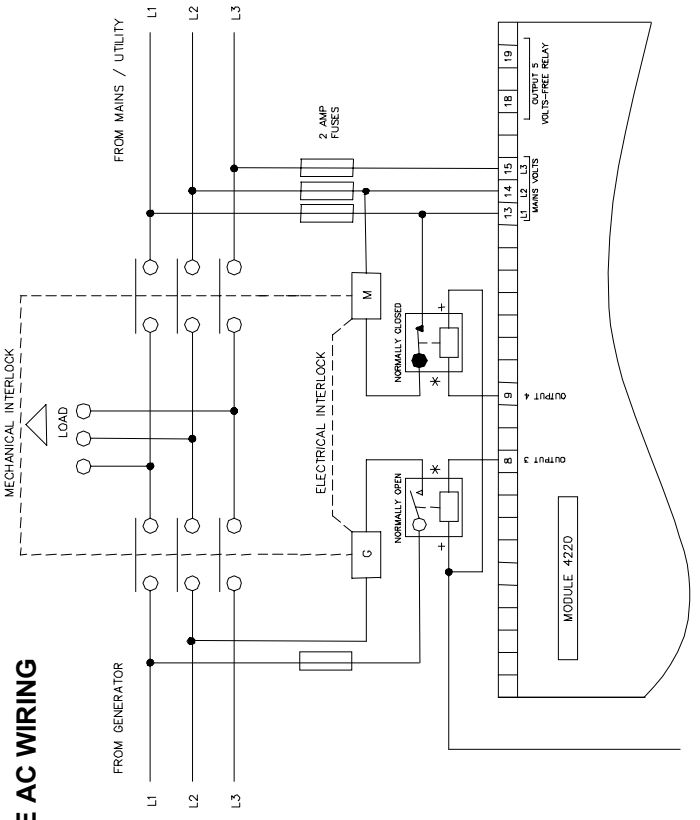 E AC WIRING
MECHANICAL INTERLOCK
FROM GENERATOR
LOAD
FROM MAINS / UTILITY
L1
L1
L2
L2
L3
L3
2 AMP
FUSES
G
ELECTRICAL INTERLOCK
M
NORMALLY OPEN
NORMALLY CLOSED
+
*
*
+
8
9
13
14
15
18
19
OUTPUT 3
OUTPUT 4
L1
L2
L3
MAINS VOLTS
OUTPUT 5
VOLTS-FREE RELAY
MODULE 4220